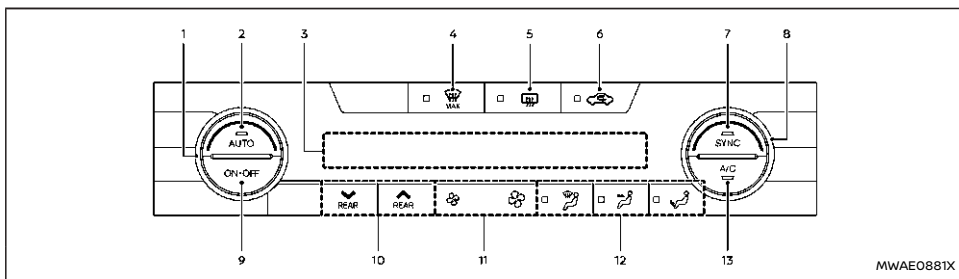 1 2 3 4 5 6 7 8
MAX
AUTO SYNC
ON•OFF A/C
REAR REAR
9 10 11 12 13
MWAE0881X